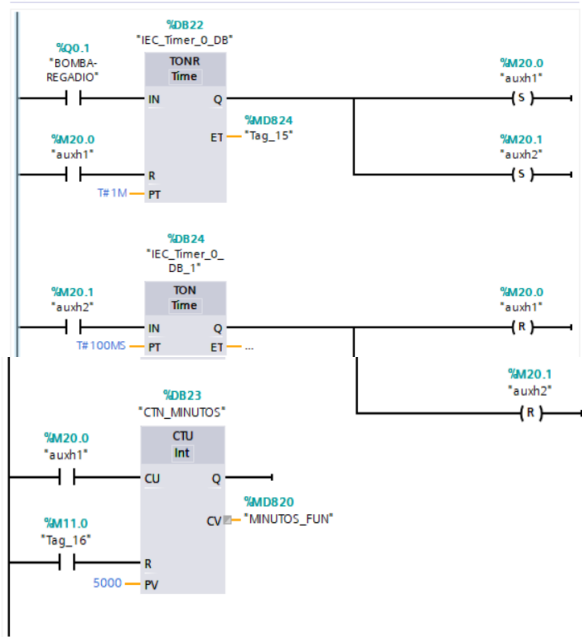 %DB22
"IEC_Timer_0_DB"
%Q0.1
"BOMBA-
REGADIO"
TONR
Time
%M20.0
"auxh1"
IN
Q
S
%MD824
ET
"Tag_15"
%M20.0
"auxh1"
%M20.1
"auxh2"
R
S
T#1M
PT
%DB24
"IEC_Timer_0_
DB_1"
%M20.1
"auxh2"
TON
Time
%M20.0
"auxh1"
IN
Q
R
T#100MS
PT
ET
...
%M20.1
"auxh2"
R
%DB23
"CTN_MINUTOS"
%M20.0
"auxh1"
CTU
Int
CU
Q
%MD820
CV
"MINUTOS_FUN"
%M11.0
"Tag_16"
R
5000
PV